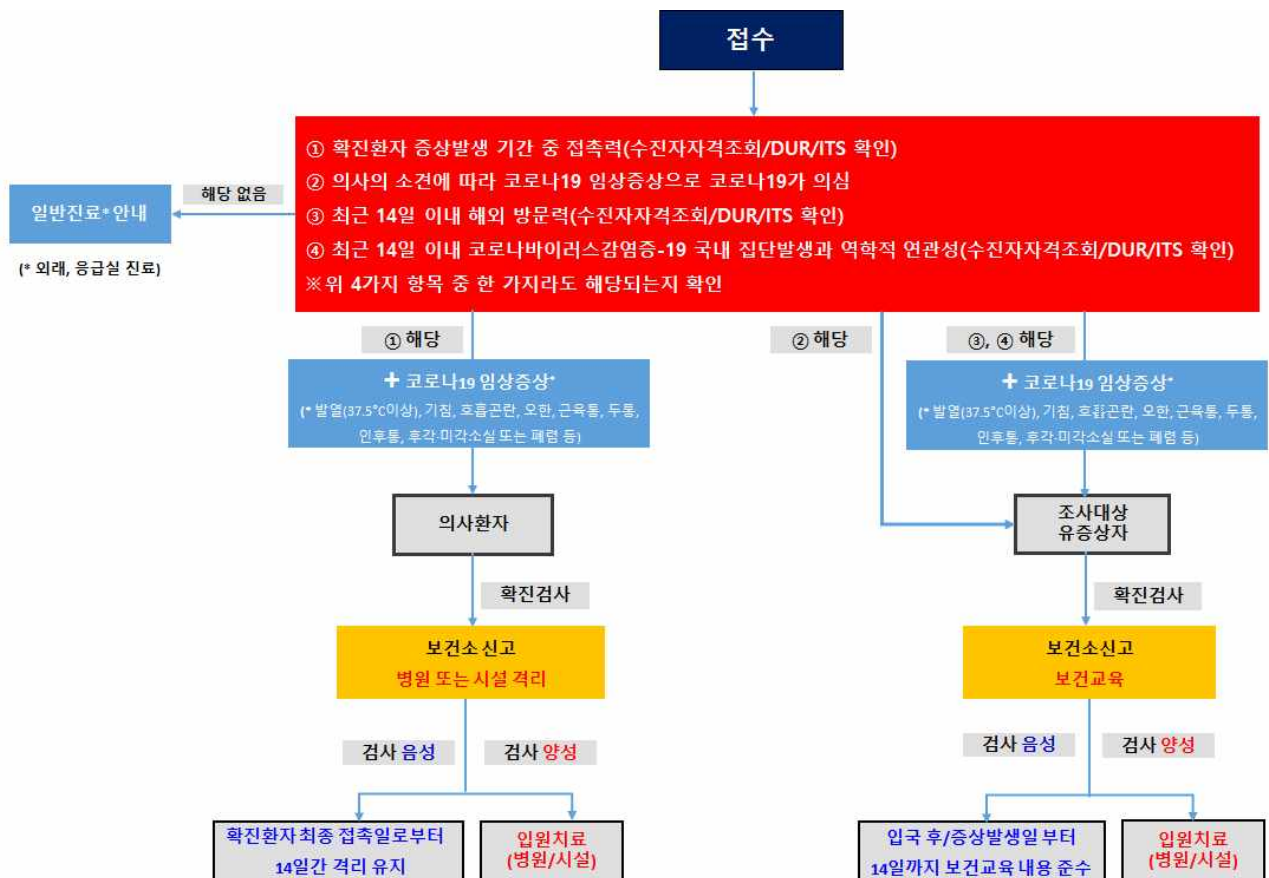 접수
① 확진환자 증상발생 기간 중 접촉력(수진자자격조회/DUR/ITS 확인)
② 의사의 소견에 따라 코로나19 임상증상으로 코로나19가 의심
③ 최근 14일 이내 해외 방문력(수진자자격조회/DUR/ITS 확인)
④ 최근 14일 이내 코로나바이러스감염증-19 국내 집단발생과 역학적 연관성(수진자자격조회/DUR/ITS 확인)
※위 4가지 항목 중 한 가지라도 해당되는지 확인
해당 없음
일반진료* 안내
(* 외래, 응급실 진료)
① 해당
② 해당
③, ④ 해당
+ 코로나19 임상증상*
(* 발열(37.5°C이상), 기침, 호흡곤란, 오한, 근육통, 두통,
인후통, 후각·미각소실 또는 폐렴 등)
+ 코로나19 임상증상*
(* 발열(37.5°C이상), 기침, 호흡곤란, 오한, 근육통, 두통,
인후통, 후각·미각소실 또는 폐렴 등)
의사환자
조사대상
유증상자
확진검사
확진검사
보건소신고
병원 또는 시설 격리
보건소신고
보건교육
검사 음성
검사 양성
검사 음성
검사 양성
확진환자 최종 접촉일로부터
14일간 격리 유지
입원치료
(병원/시설)
입국 후/증상발생일 부터
14일까지 보건교육 내용 준수
입원치료
(병원/시설)